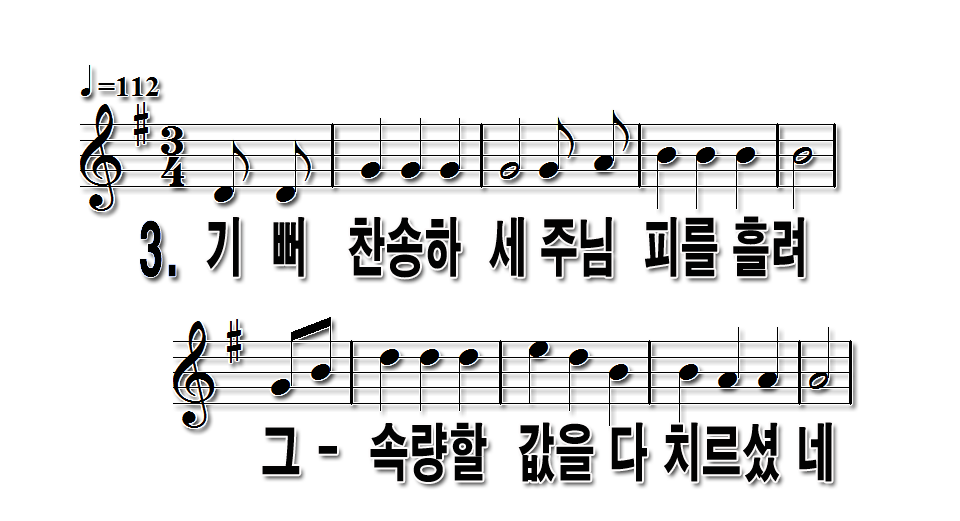 ♩=112
3. 기 뻐 찬송하 세 주님 피를 흘려
그 - 속량할 값을 다 치르셨 네